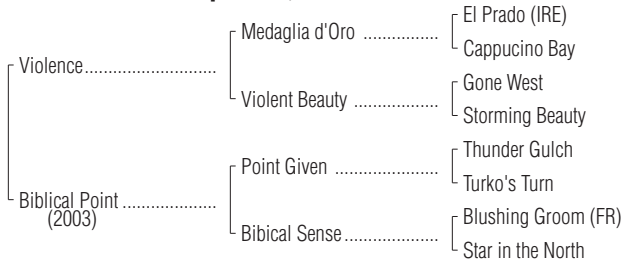 El Prado (IRE)
Medaglia d'Oro ................
Cappucino Bay
Violence...........................
Gone West
Violent Beauty ..................
Storming Beauty
Thunder Gulch
Point Given ......................
Turko's Turn
Biblical Point ...................
(2003)
Blushing Groom (FR)
Bibical Sense....................
Star in the North